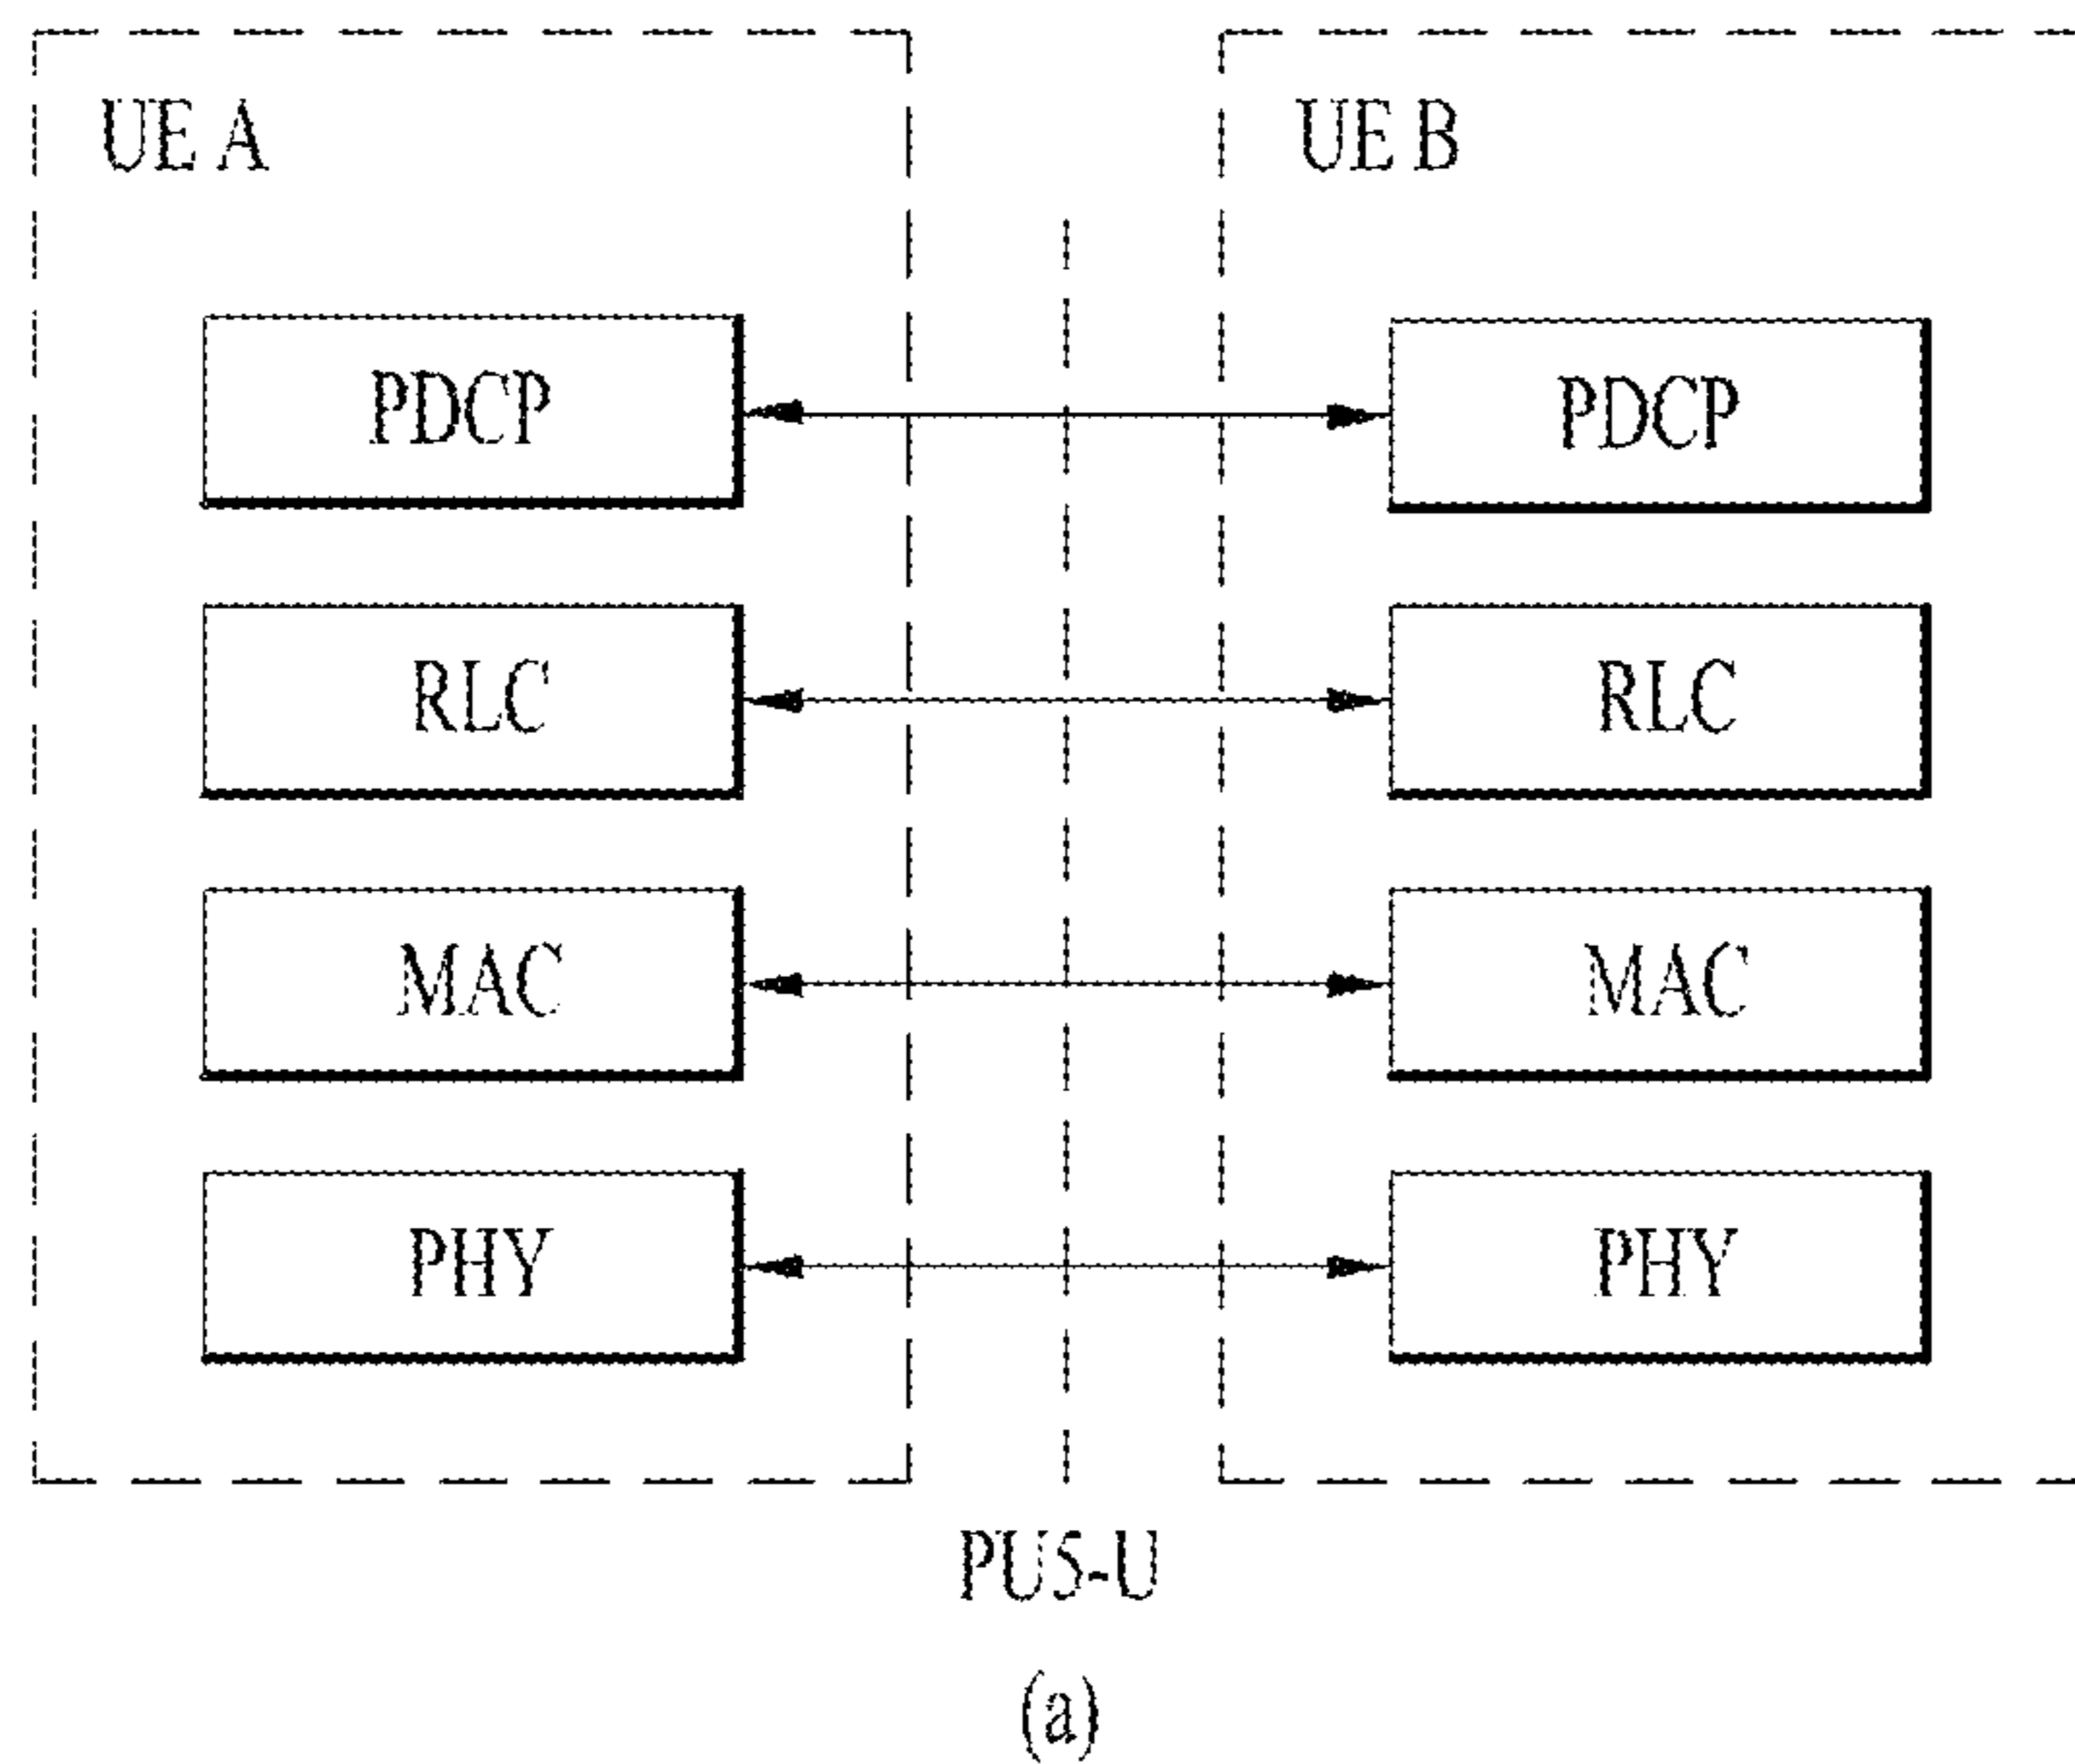 UE A
UE B
PDCP
PDCP
RLC
RLC
MAC
MAC
PHY
PHY
PU5-U
(a)